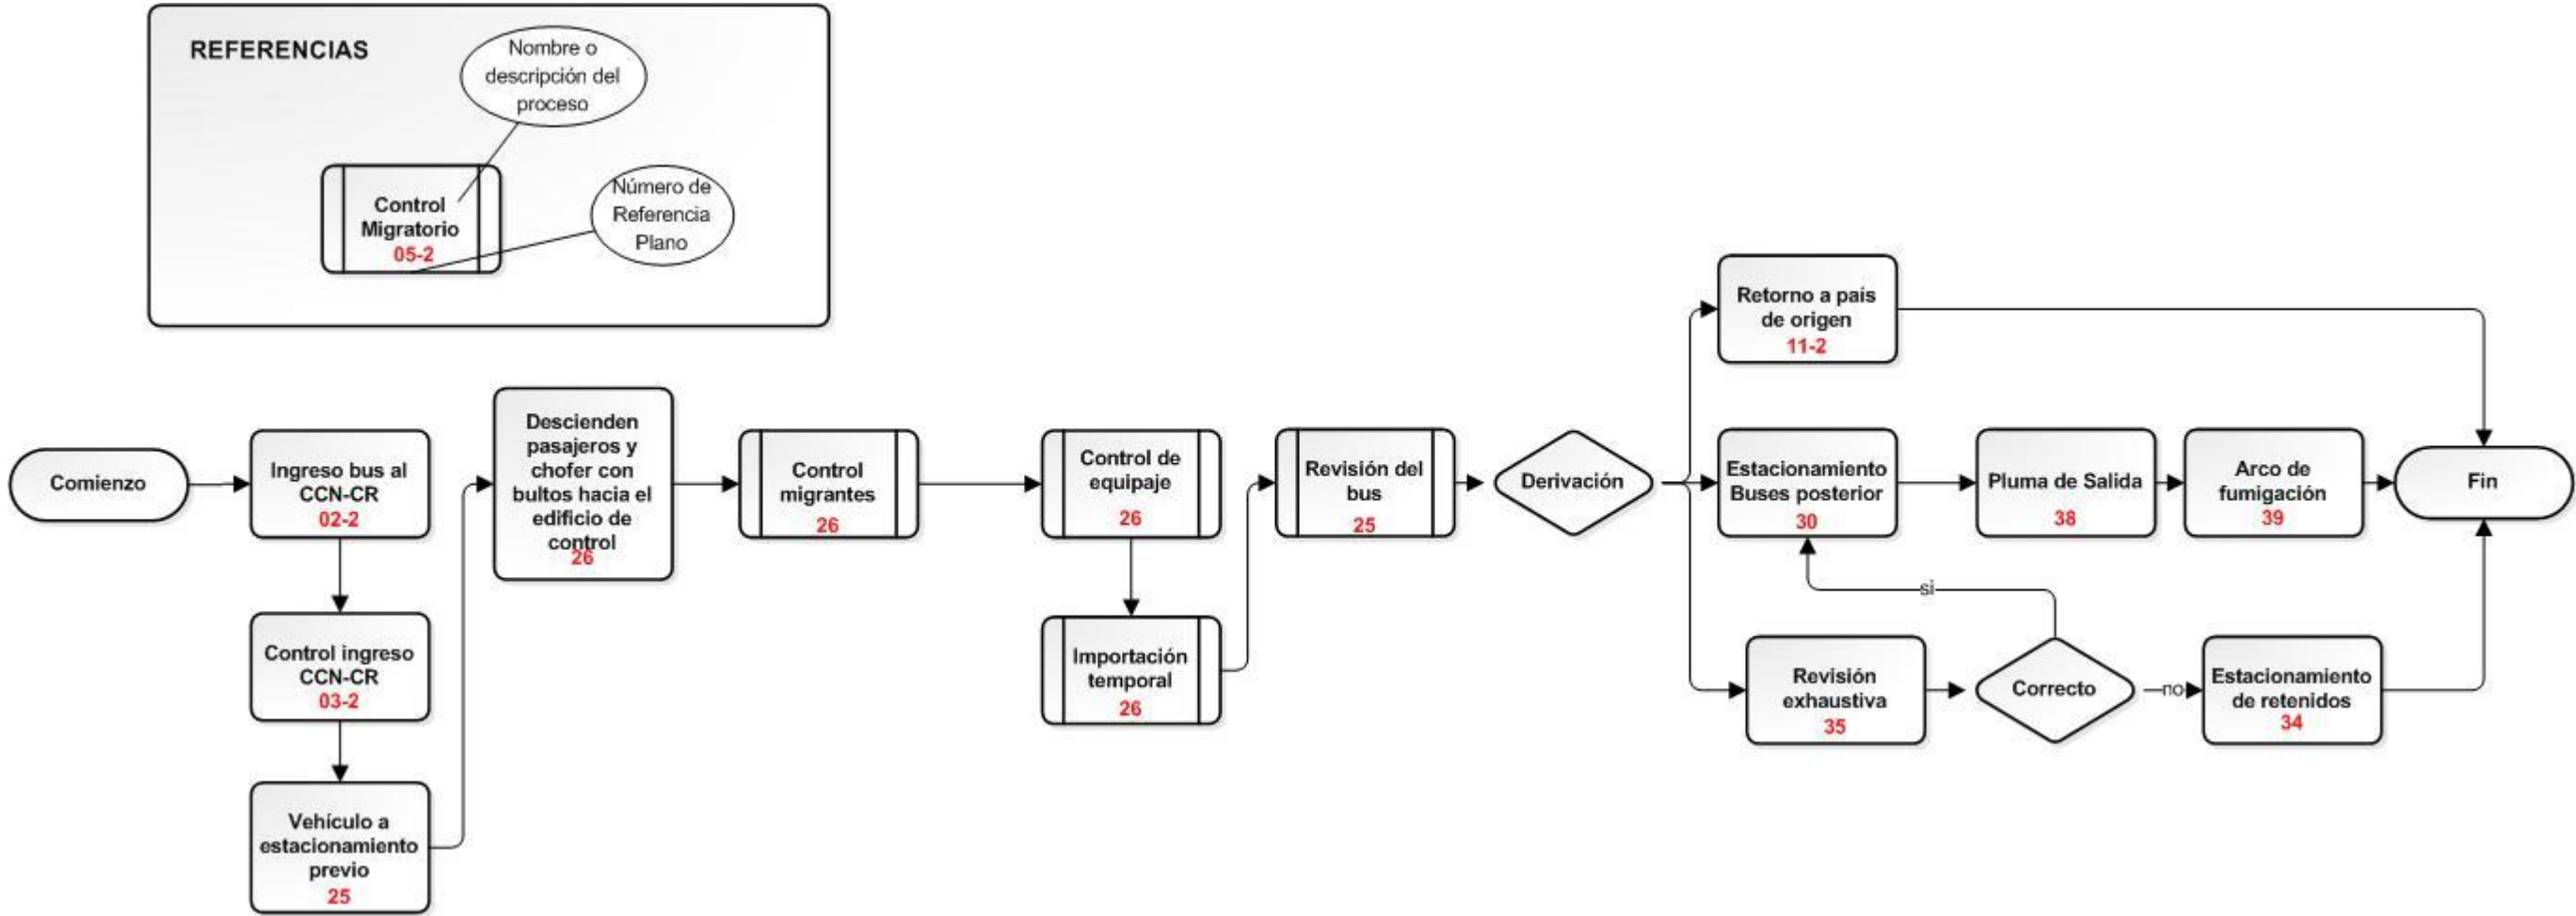 REFERENCIAS
Nombre o
descripción del
proceso
Control
Migratorio
05-2
Número de
Referencia
Plano
Comienzo
Ingreso bus al
CCN-CR
02-2
Control ingreso
CCN-CR
03-2
Vehículo a
estacionamiento
previo
25
Descienden
pasajeros y
chofer con
bultos hacia el
edificio de
control
26
Control
migrantes
26
Control de
equipaje
26
Importación
temporal
26
Revisión del
bus
25
Derivación
Retorno a país
de origen
11-2
Estacionamiento
Buses posterior
30
Pluma de Salida
38
Arco de
fumigación
39
Fin
si
Revisión
exhaustiva
35
Correcto
no
Estacionamiento
de retenidos
34